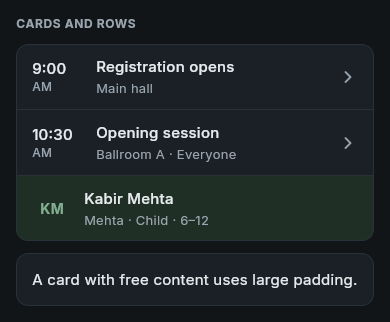 CARDS AND ROWS
9:00 Registration opens
AM Main hall
10:30 Opening session
AM Ballroom A · Everyone
Kabir Mehta
KM
Mehta · Child · 6–12
A card with free content uses large padding.